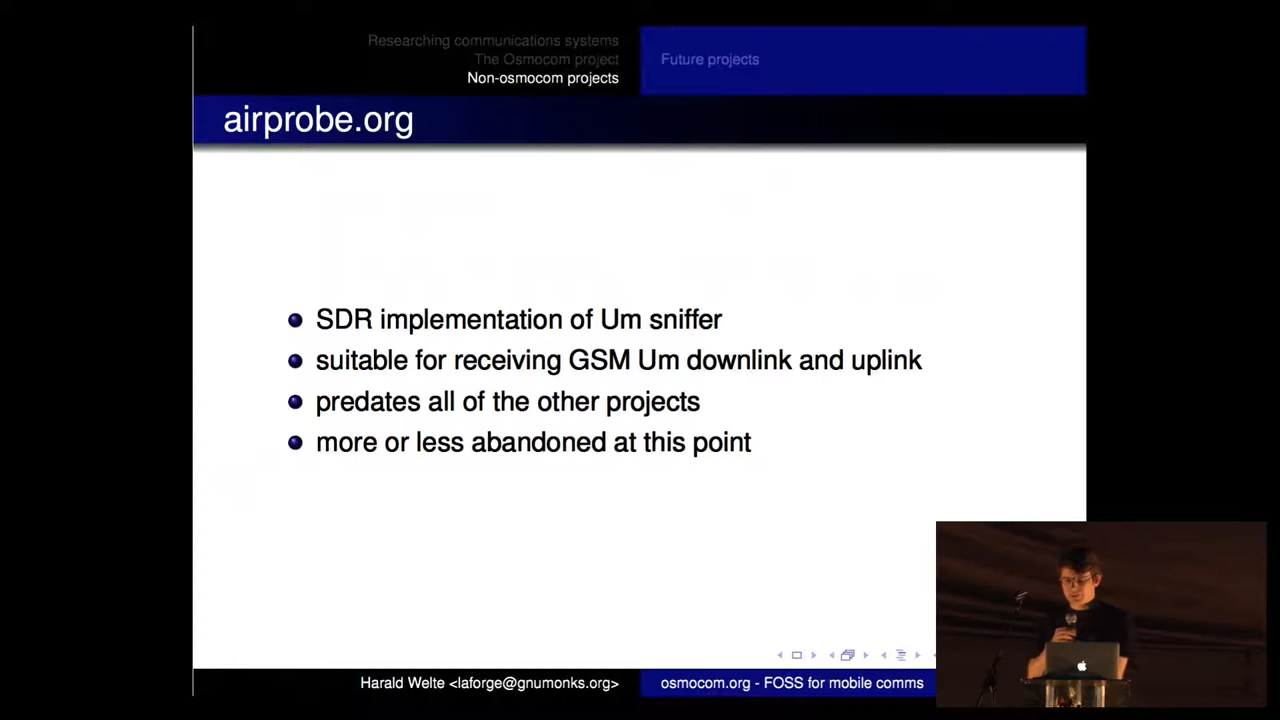 Researching communications systems
The Osmocom project
Non-osmocom projects
Future projects
airprobe.org
SDR implementation of Um sniffer
suitable for receiving GSM Um downlink and uplink
predates all of the other projects
more or less abandoned at this point
Harald Welte <laforge@gnumonks.org>
osmocom.org - FOSS for mobile comms